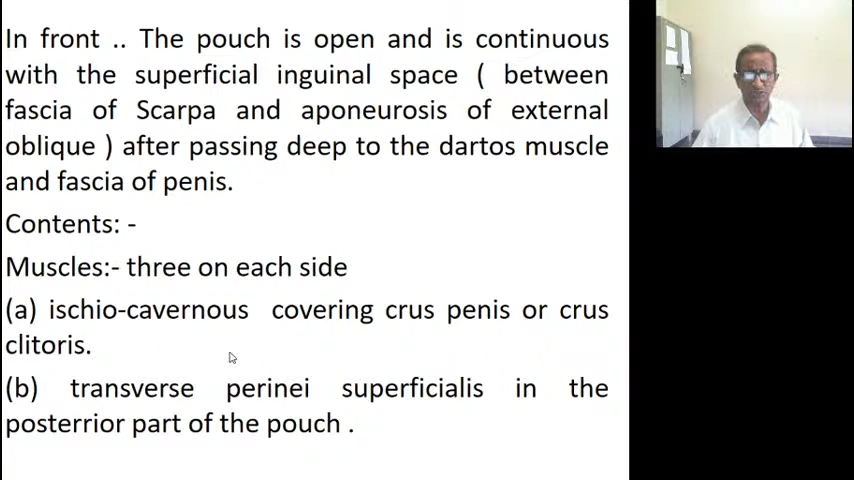 In front .. The pouch is open and is continuous
with the superficial inguinal space ( between
fascia of Scarpa and aponeurosis of external
oblique ) after passing deep to the dartos muscle
and fascia of penis.
Contents: -
Muscles:- three on each side
(a) ischio-cavernous covering crus penis or crus
clitoris.
(b) transverse perinei superficialis in the
posterrior part of the pouch .